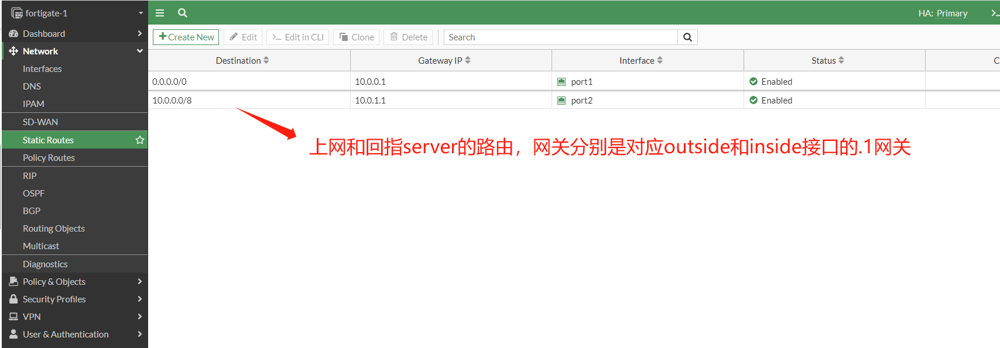 fortigate-1
HA: Primary
Dashboard
Network
Interfaces
DNS
IPAM
SD-WAN
Static Routes
Policy Routes
RIP
OSPF
BGP
Routing Objects
Multicast
Diagnostics
Policy & Objects
Security Profiles
VPN
User & Authentication
+Create New Edit >_ Edit in CLI Clone Delete Search
Destination Gateway IP Interface Status C
0.0.0.0/0 10.0.0.1 port1 Enabled
10.0.0.0/8 10.0.1.1 port2 Enabled
上网和回指server的路由，网关分别是对应outside和inside接口的.1网关